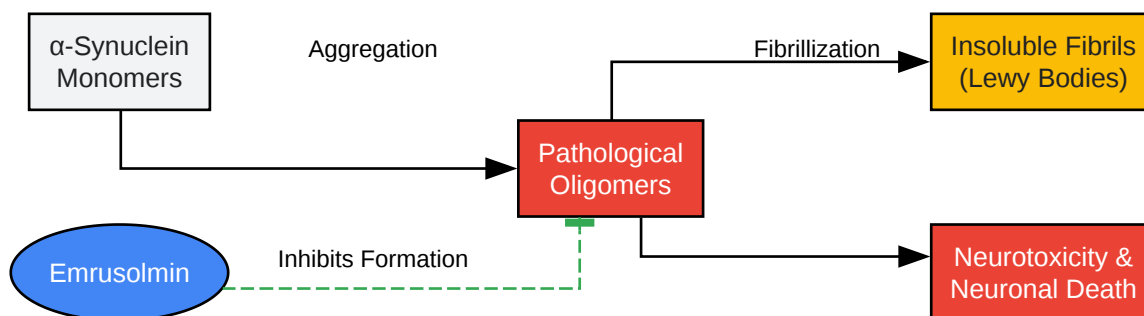 α-Synuclein
Monomers
Aggregation
Fibrillization
Insoluble Fibrils
(Lewy Bodies)
Pathological
Oligomers
Emrusolmin
Inhibits Formation
Neurotoxicity &
Neuronal Death